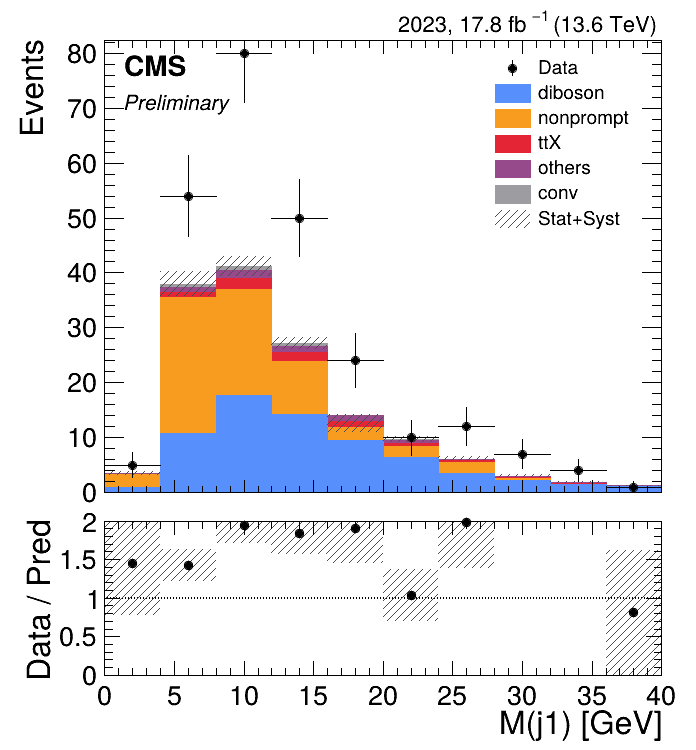 2023, 17.8 fb⁻¹ (13.6 TeV)
CMS
Preliminary
Events
80
70
60
50
40
30
20
10
0
Data
diboson
nonprompt
ttX
others
conv
Stat+Syst
Data / Pred
2
1.5
1
0.5
0
0 5 10 15 20 25 30 35 40
M(j1) [GeV]